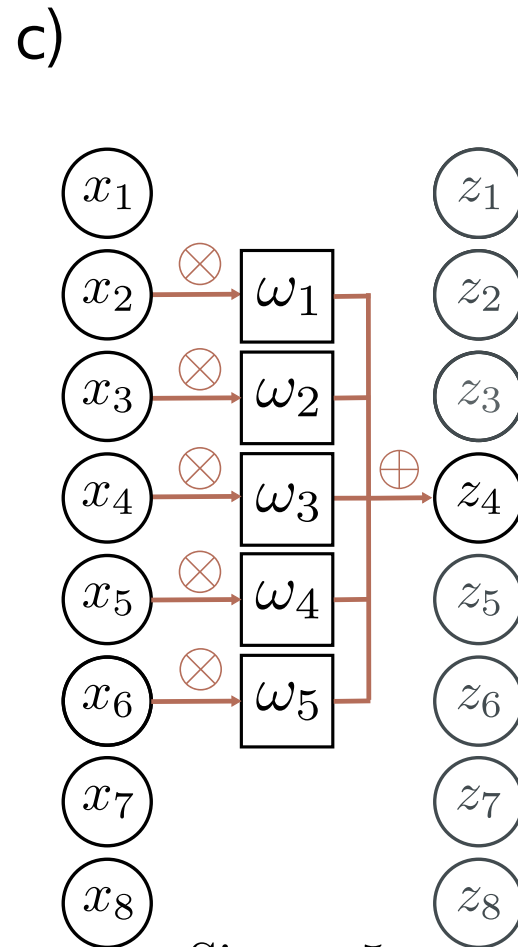 c)
x₁ z₁
x₂ ω₁ z₂
x₃ ω₂ z₃
x₄ ω₃ z₄
x₅ ω₄ z₅
x₆ ω₅ z₆
x₇ z₇
x₈ z₈